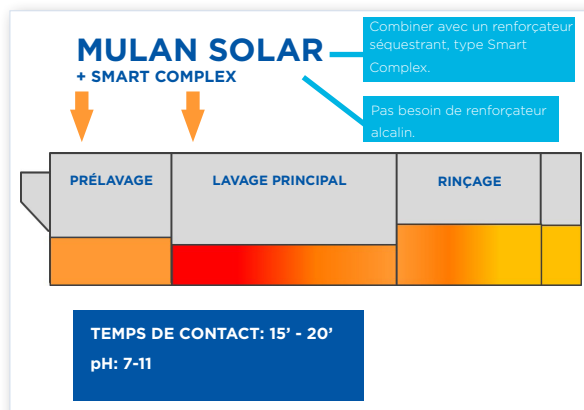 MULAN SOLAR
+ SMART COMPLEX
Combiner avec un renforçateur
séquestrant, type Smart
Complex.
Pas besoin de renforçateur
alcalin.
PRÉLAVAGE
LAVAGE PRINCIPAL
RINÇAGE
TEMPS DE CONTACT: 15’ - 20’
pH: 7-11